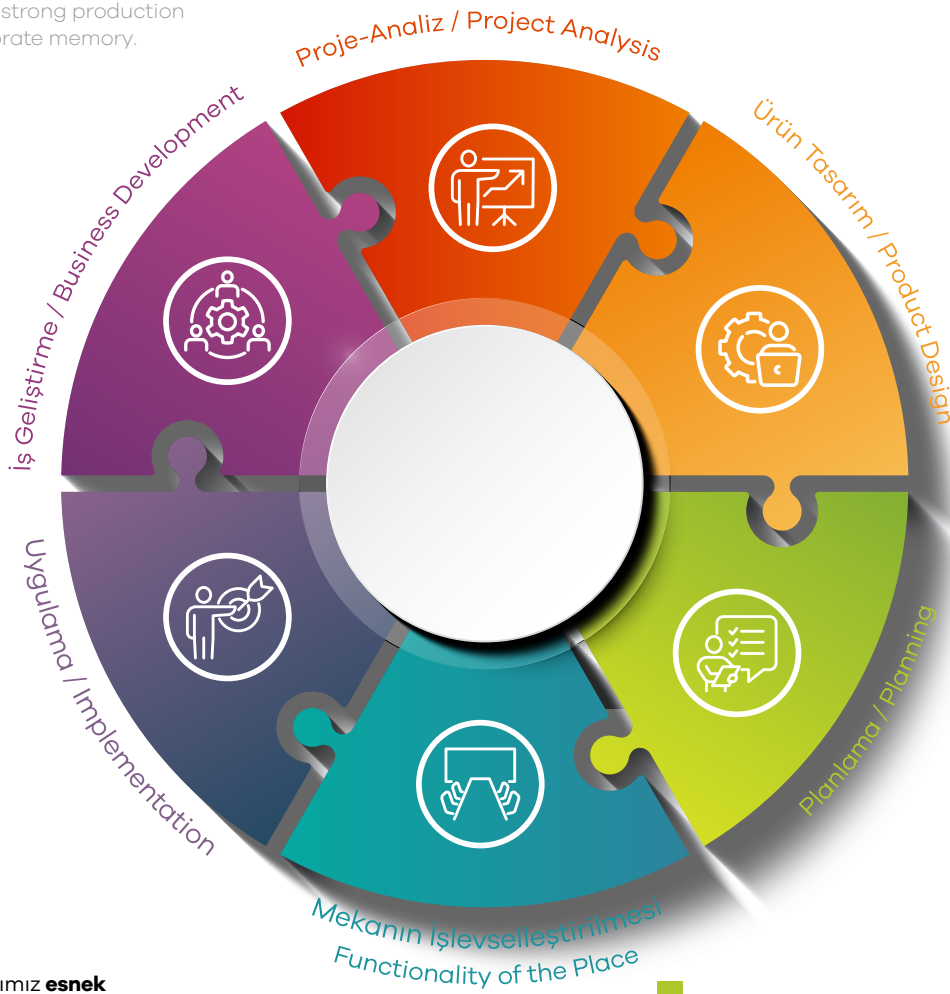 strong production
orate memory.
Proje-Analiz / Project Analysis
Ürün Tasarım / Product Design
Planlama / Planning
Mekanın Işlevselleştirilmesi
Functionality of the Place
Uygulama / Implementation
İş Geliştirme / Business Development
ımız esnek